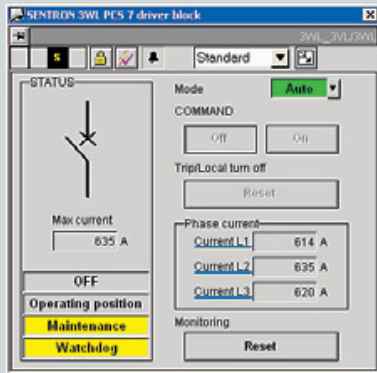 SENTRON 3WL PCS 7 driver block
3WL_3VL/3WL
S
Standard
STATUS
Max current
635 A
OFF
Operating position
Maintenance
Watchdog
Mode
Auto
COMMAND
Off
On
Trip/Local turn off
Reset
Phase current
Current L1 614 A
Current L2 635 A
Current L3 620 A
Monitoring
Reset